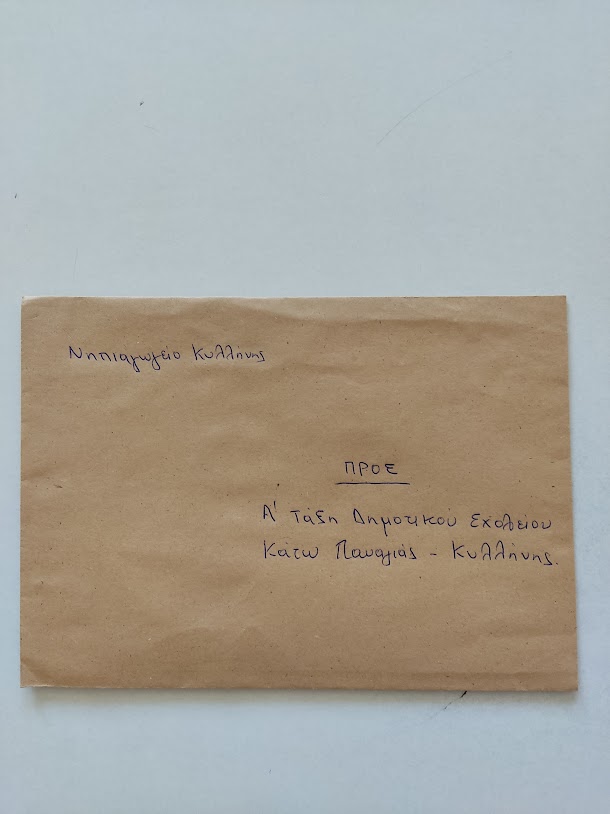 Νηπιαγωγείο Κυλλήνης
ΠΡΟΣ
Α' Τάξη Δημοτικού Σχολείου
Κάτω Παναγιάς - Κυλλήνης.